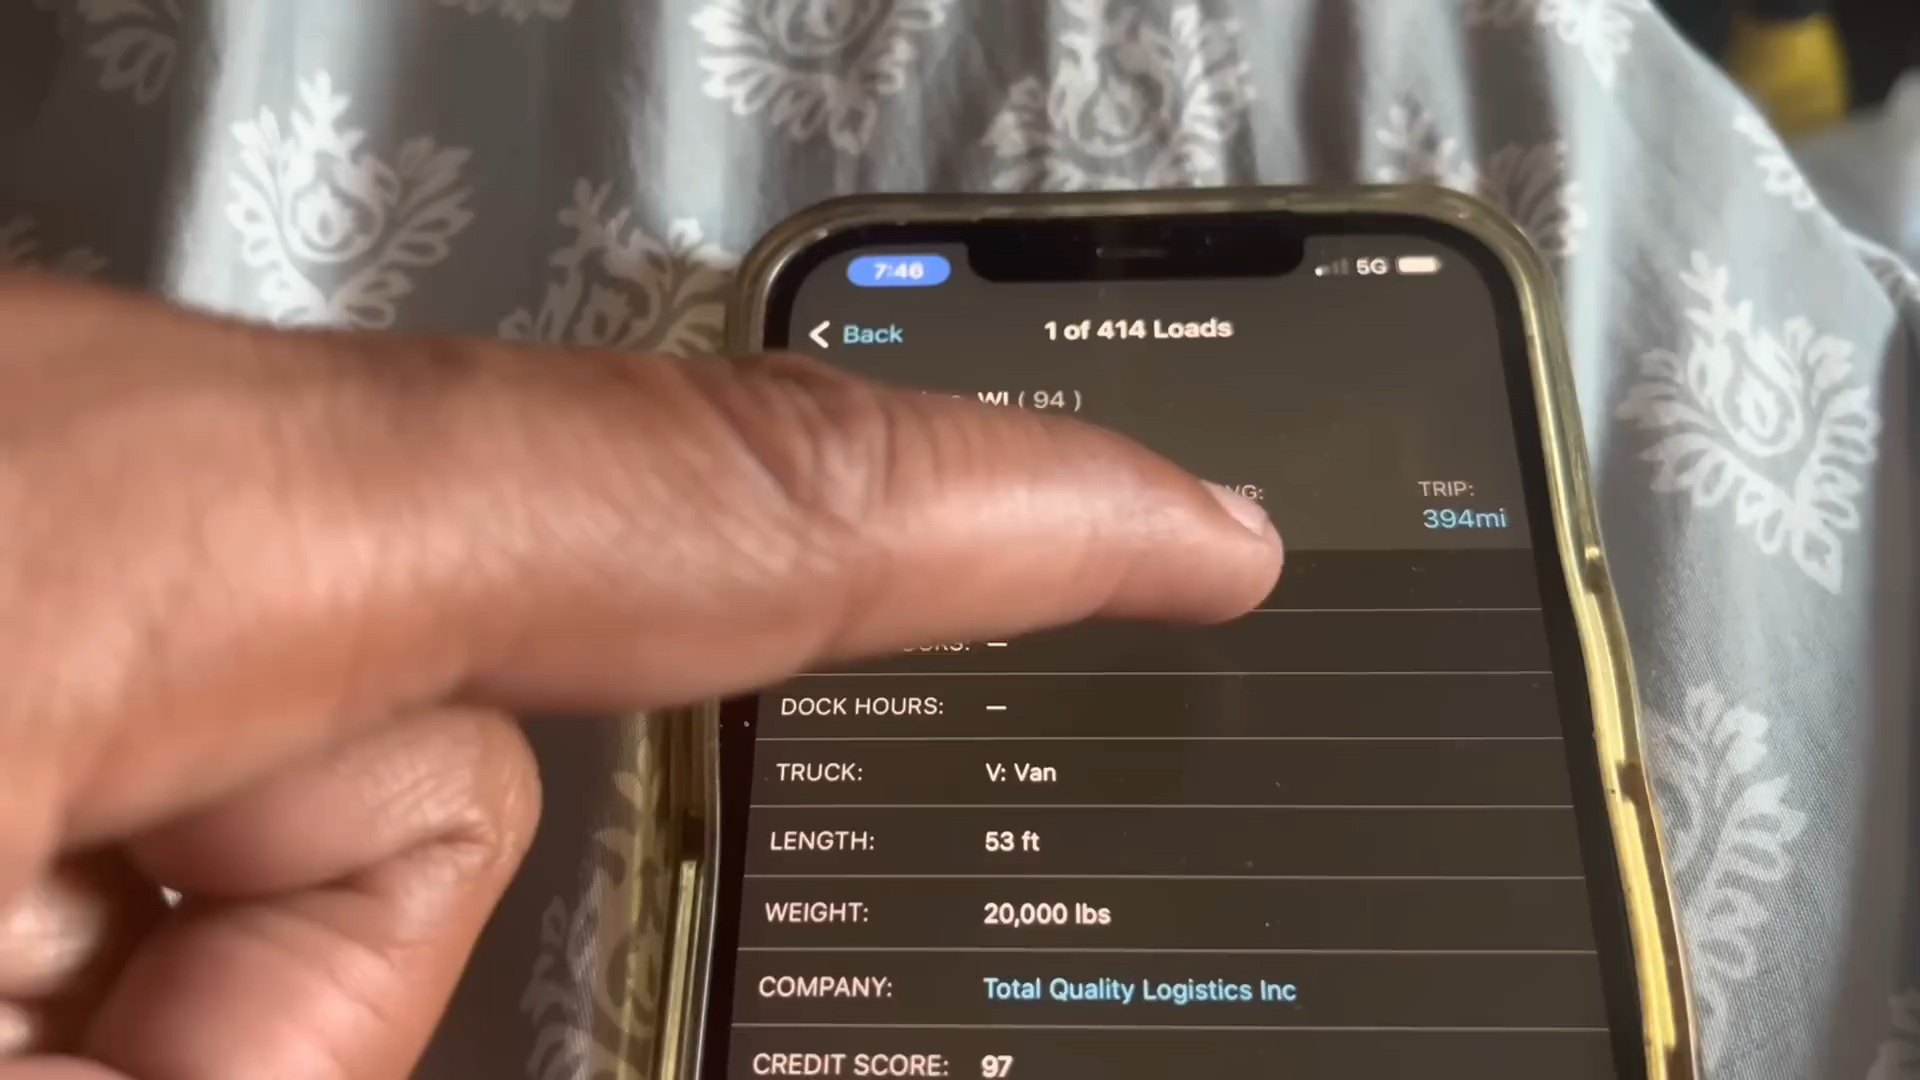 7:46
5G
Back
1 of 414 Loads
WI ( 94 )
TRIP:
394mi
—
DOCK HOURS: —
TRUCK: V: Van
LENGTH: 53 ft
WEIGHT: 20,000 lbs
COMPANY: Total Quality Logistics Inc
CREDIT SCORE: 97